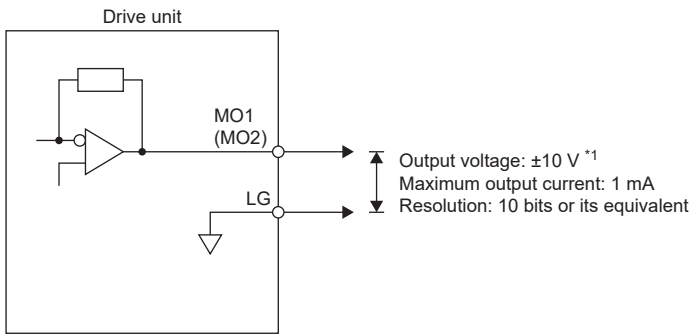 Drive unit
MO1
(MO2)
LG
Output voltage: ±10 V *1
Maximum output current: 1 mA
Resolution: 10 bits or its equivalent